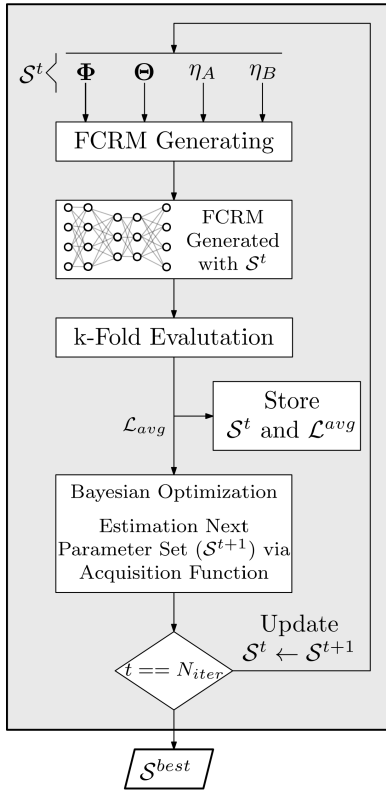 𝒮^t { Φ Θ η_A η_B
FCRM Generating
FCRM
Generated
with 𝒮^t
k-Fold Evalutation
ℒ_avg
Store
𝒮^t and ℒ^avg
Bayesian Optimization
Estimation Next
Parameter Set (𝒮^{t+1}) via
Acquisition Function
t == N_iter
Update
𝒮^t ← 𝒮^{t+1}
𝒮^best